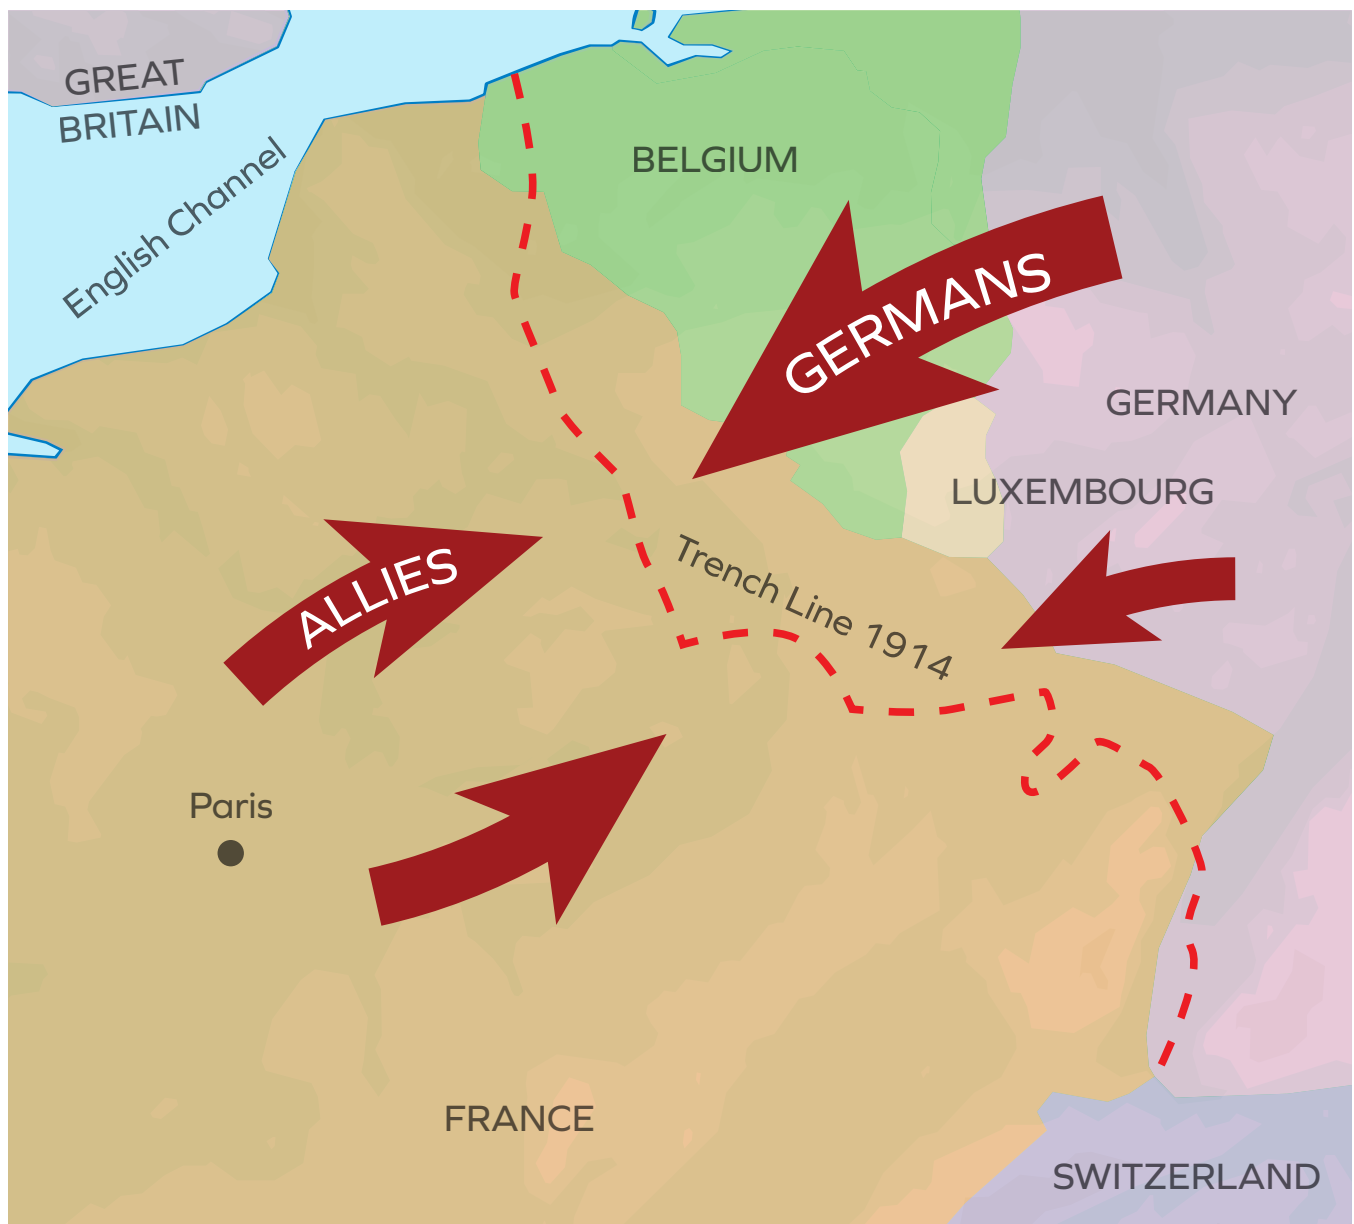 GREAT
BRITAIN
English Channel
BELGIUM
GERMANS
GERMANY
LUXEMBOURG
ALLIES
Trench Line 1914
Paris
FRANCE
SWITZERLAND